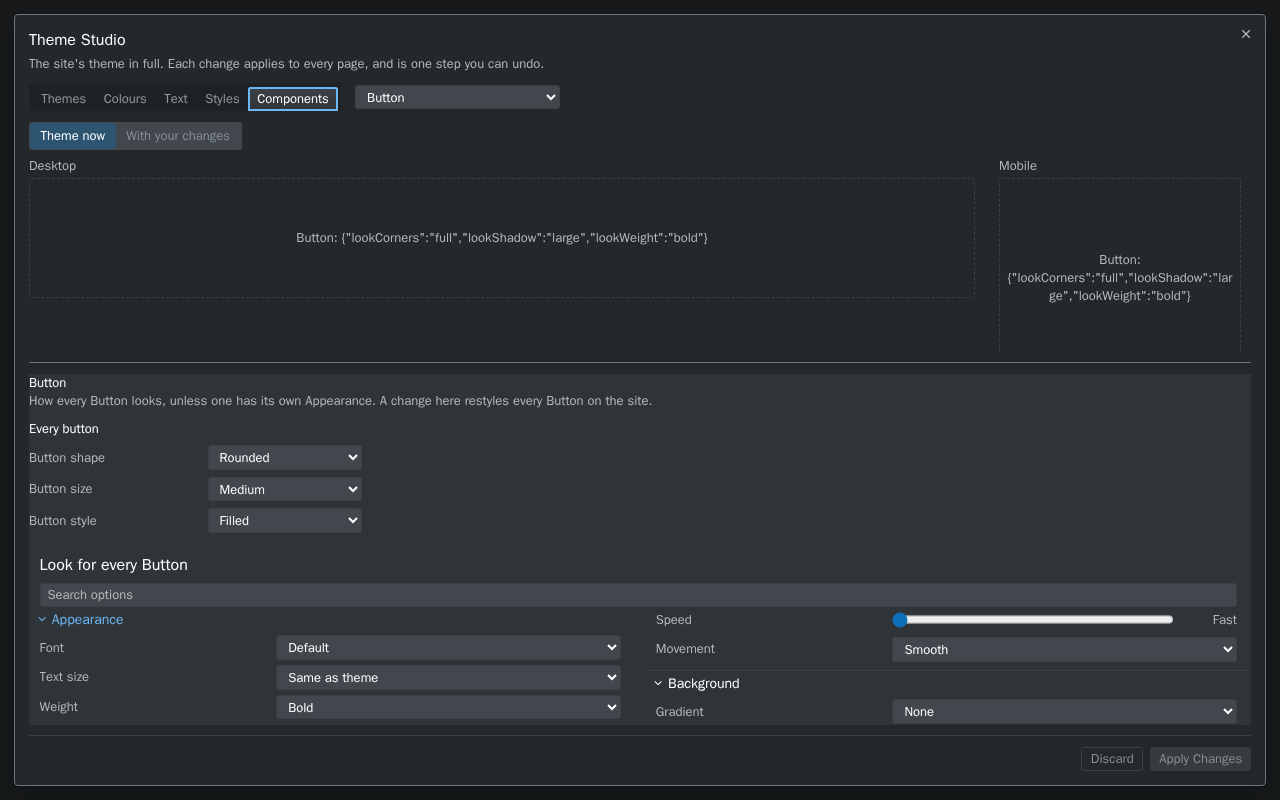 Theme Studio
×
The site's theme in full. Each change applies to every page, and is one step you can undo.
Themes Colours Text Styles Components Button
Theme now With your changes
Desktop Mobile
Button: {"lookCorners":"full","lookShadow":"large","lookWeight":"bold"}
Button:
{"lookCorners":"full","lookShadow":"lar
ge","lookWeight":"bold"}
Button
How every Button looks, unless one has its own Appearance. A change here restyles every Button on the site.
Every button
Button shape Rounded
Button size Medium
Button style Filled
Look for every Button
Search options
Appearance
Font Default
Text size Same as theme
Weight Bold
Speed Fast
Movement Smooth
Background
Gradient None
Discard Apply Changes